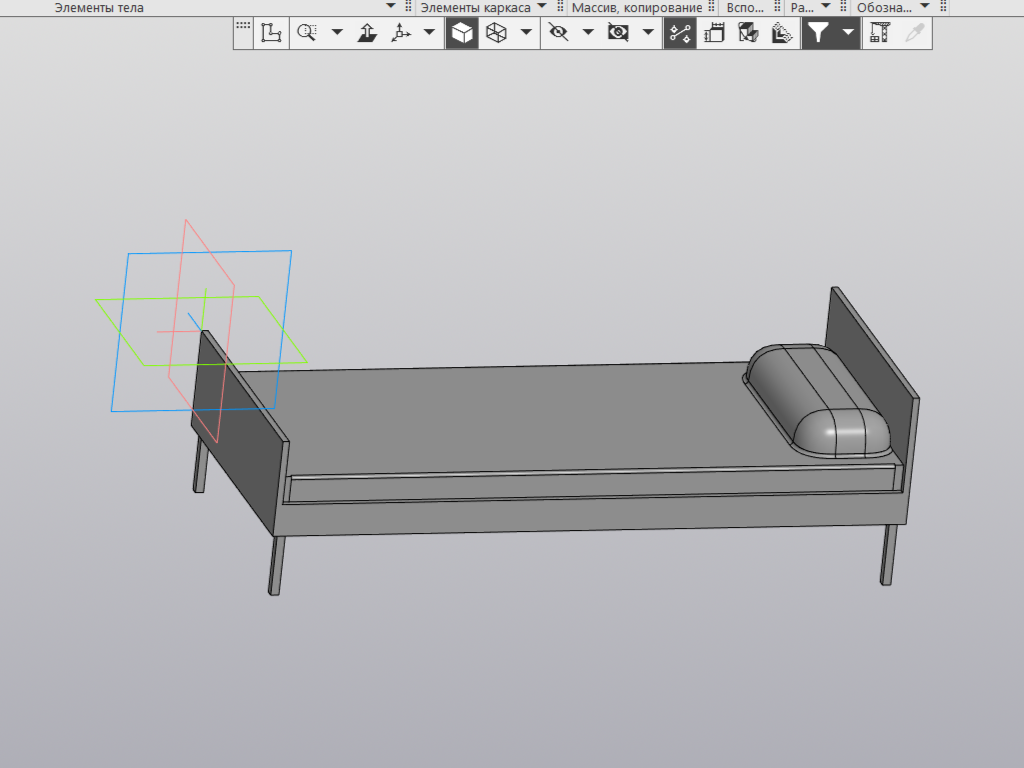 Элементы тела
Элементы каркаса
Массив, копирование
Вспо...
Ра...
Обозна...